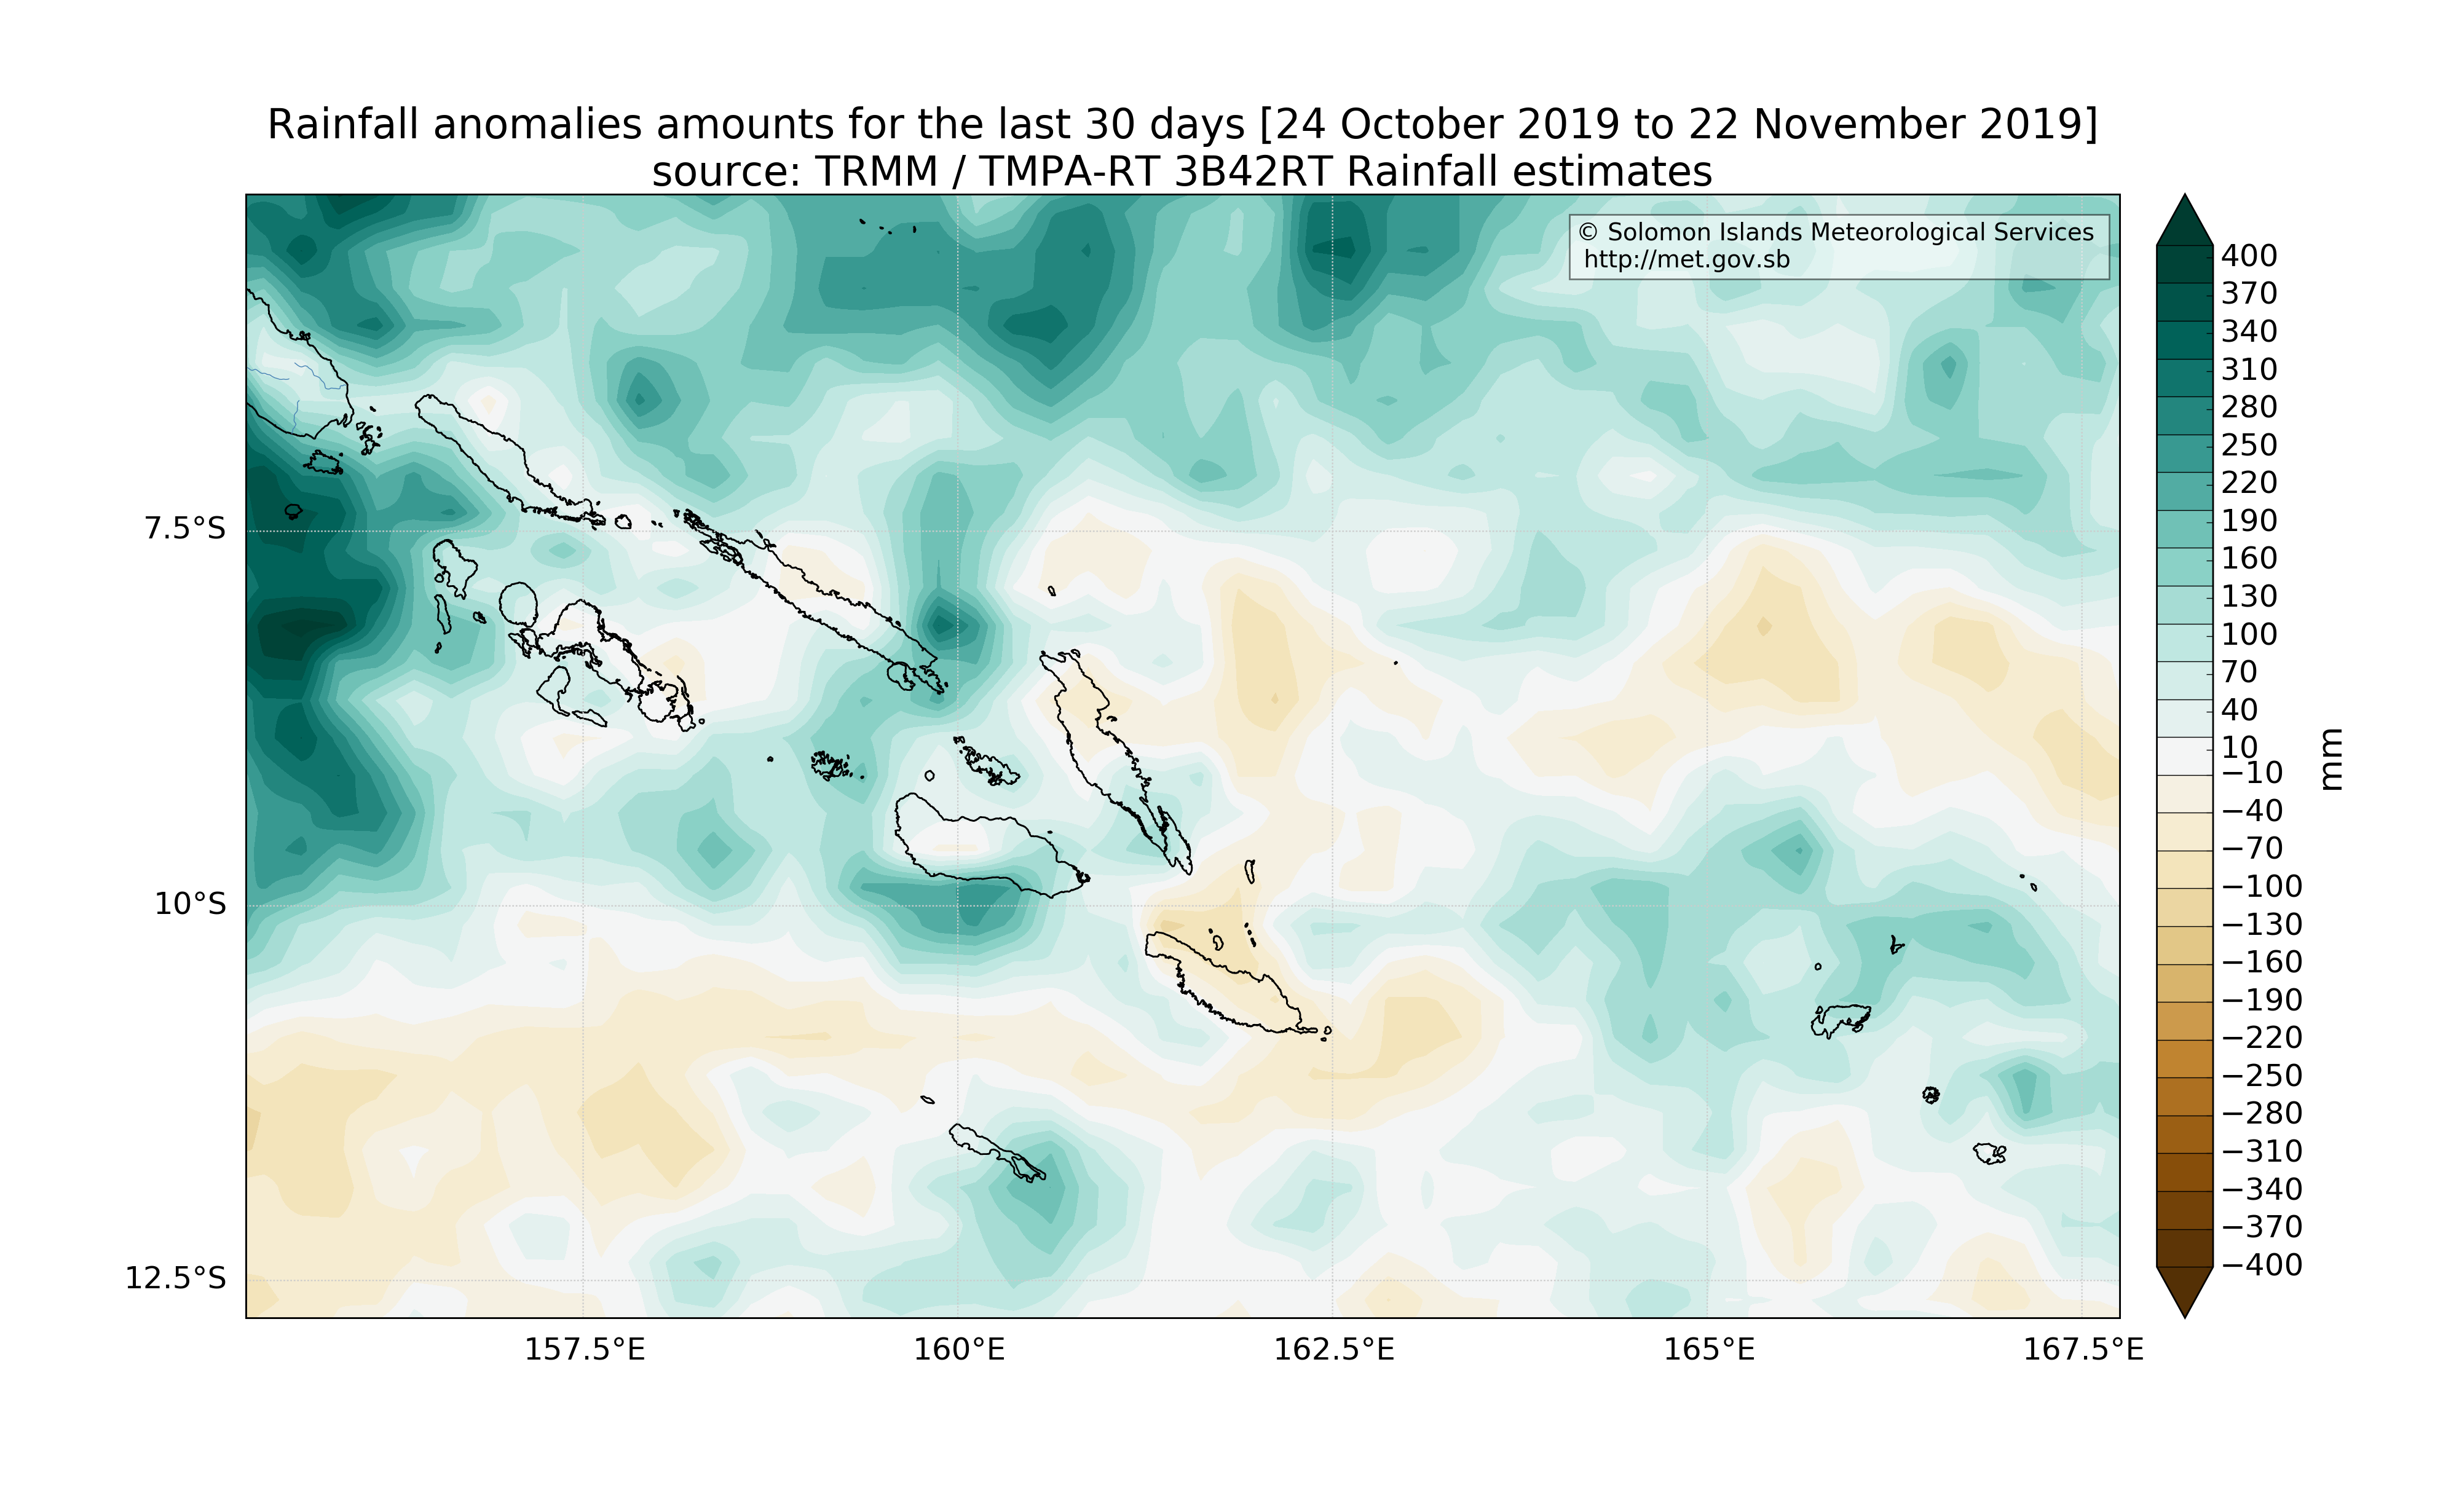 Rainfall anomalies amounts for the last 30 days [24 October 2019 to 22 November 2019]
source: TRMM / TMPA-RT 3B42RT Rainfall estimates
© Solomon Islands Meteorological Services
http://met.gov.sb
7.5°S
10°S
12.5°S
157.5°E
160°E
162.5°E
165°E
167.5°E
400
370
340
310
280
250
220
190
160
130
100
70
40
10
−10
−40
−70
−100
−130
−160
−190
−220
−250
−280
−310
−340
−370
−400
mm